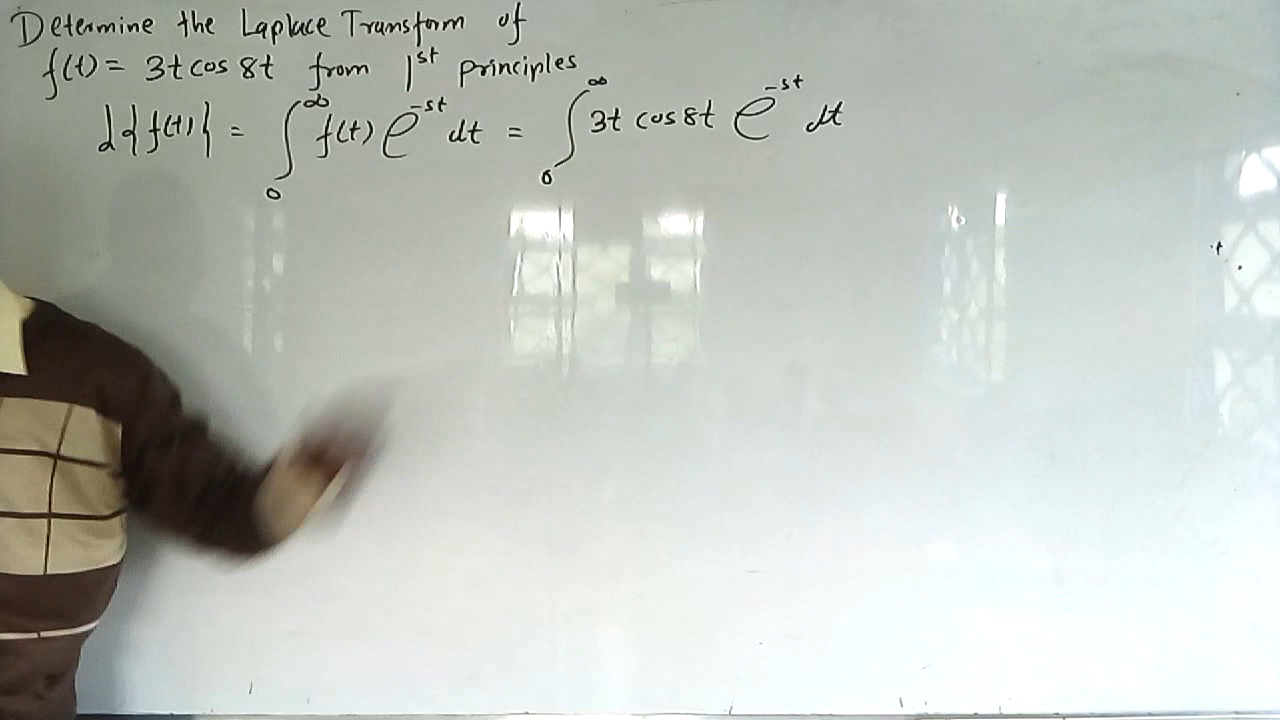 Determine the Laplace Transform of
f(t) = 3t cos 8t from 1st principles
L{f(t)} = ∫₀^∞ f(t) e^{-st} dt = ∫₀^∞ 3t cos 8t e^{-st} dt